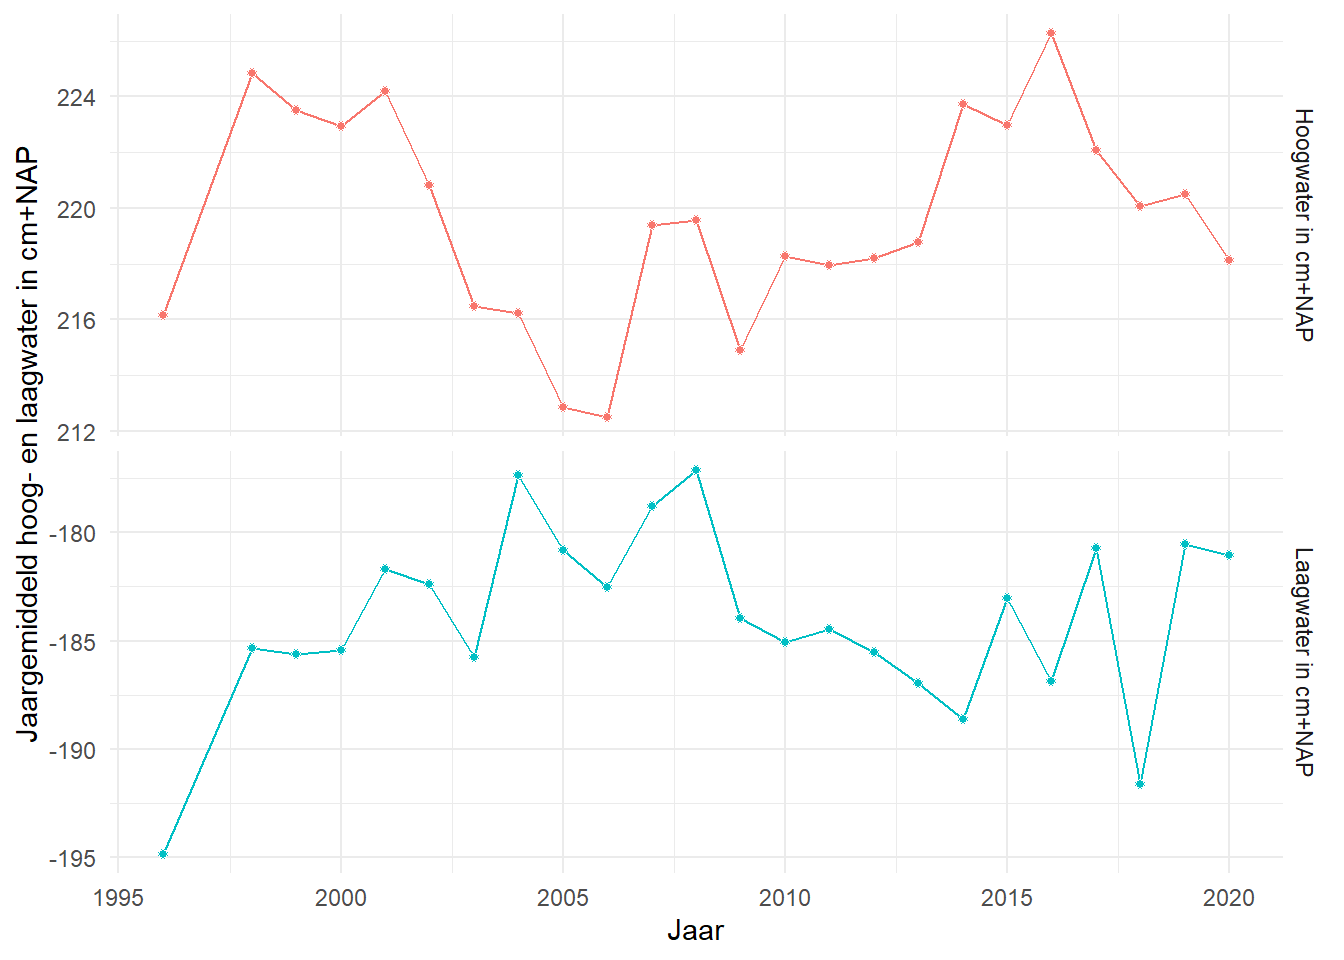 Jaargemiddeld hoog- en laagwater in cm+NAP
224
220
216
212
Hoogwater in cm+NAP
-180
-185
-190
-195
Laagwater in cm+NAP
1995 2000 2005 2010 2015 2020
Jaar